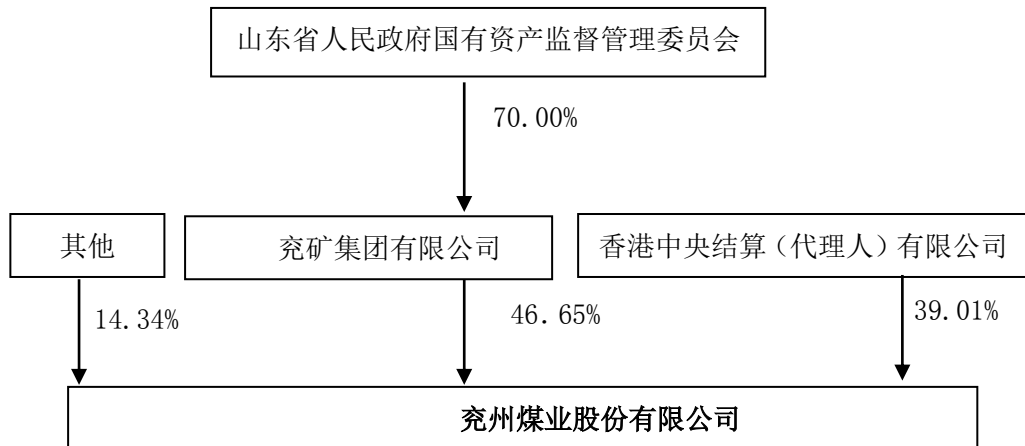 山东省人民政府国有资产监督管理委员会
70.00%
其他
兖矿集团有限公司
香港中央结算（代理人）有限公司
14.34%
46.65%
39.01%
兖州煤业股份有限公司